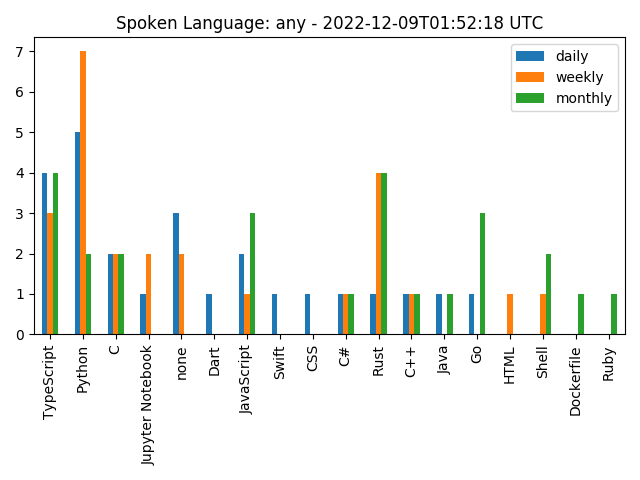 Spoken Language: any - 2022-12-09T01:52:18 UTC
daily
weekly
monthly
7
6
5
4
3
2
1
0
TypeScript
Python
C
Jupyter Notebook
none
Dart
JavaScript
Swift
CSS
C#
Rust
C++
Java
Go
HTML
Shell
Dockerfile
Ruby